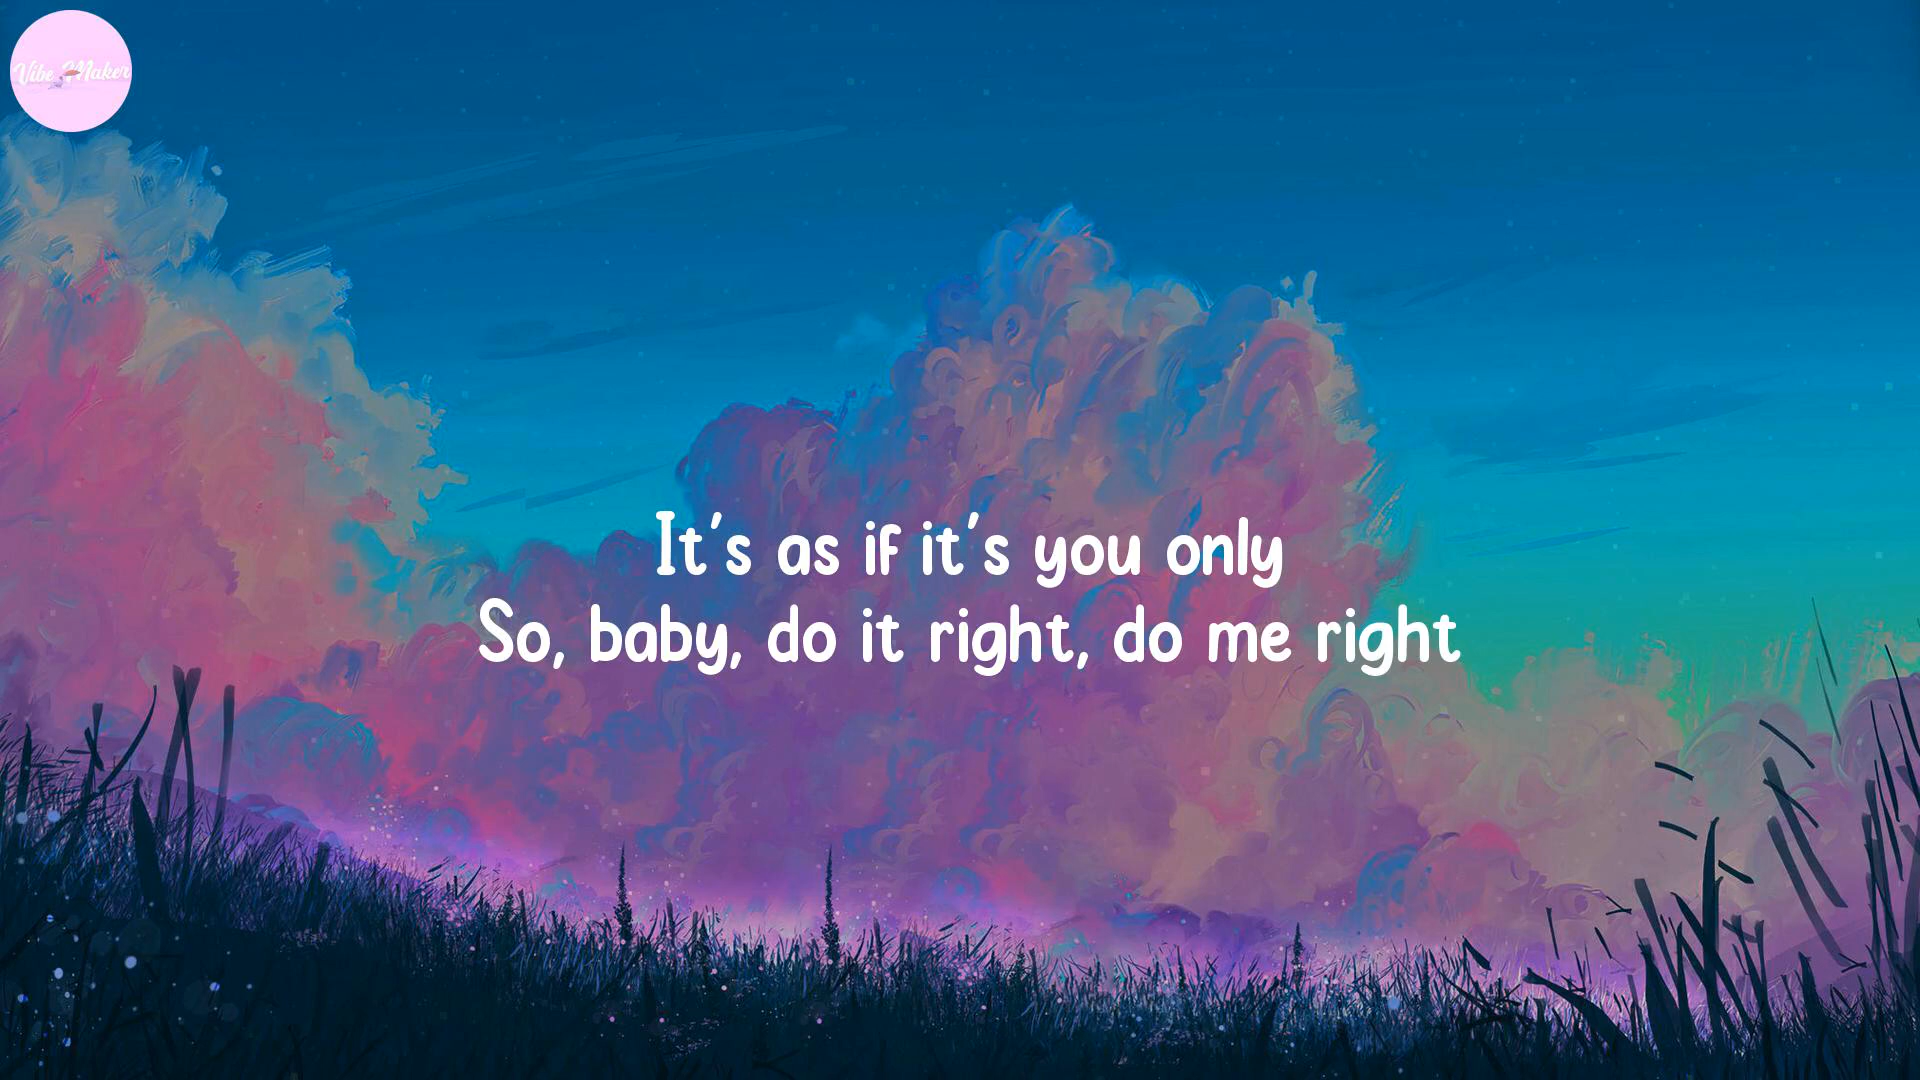 Vibe Maker
It's as if it's you only
So, baby, do it right, do me right